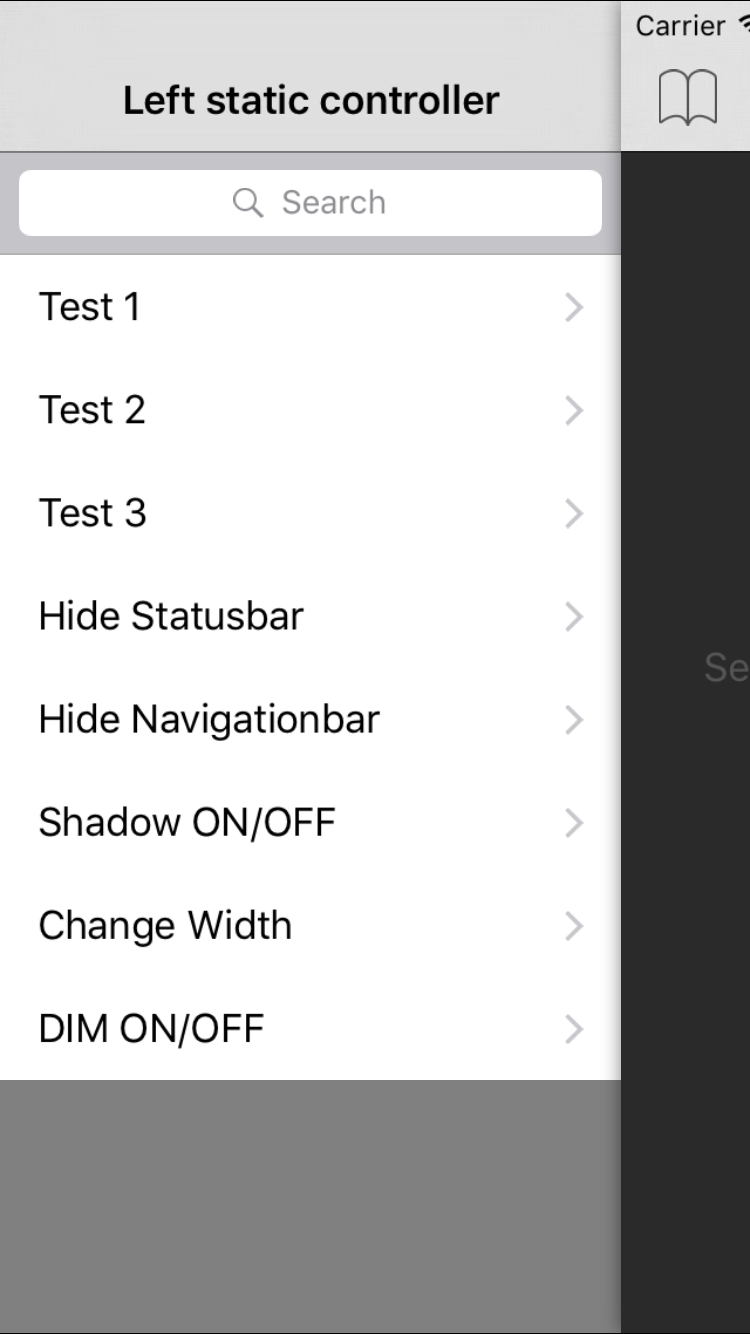 Carrier
Left static controller
Search
Test 1
Test 2
Test 3
Hide Statusbar
Hide Navigationbar
Shadow ON/OFF
Change Width
DIM ON/OFF
Se